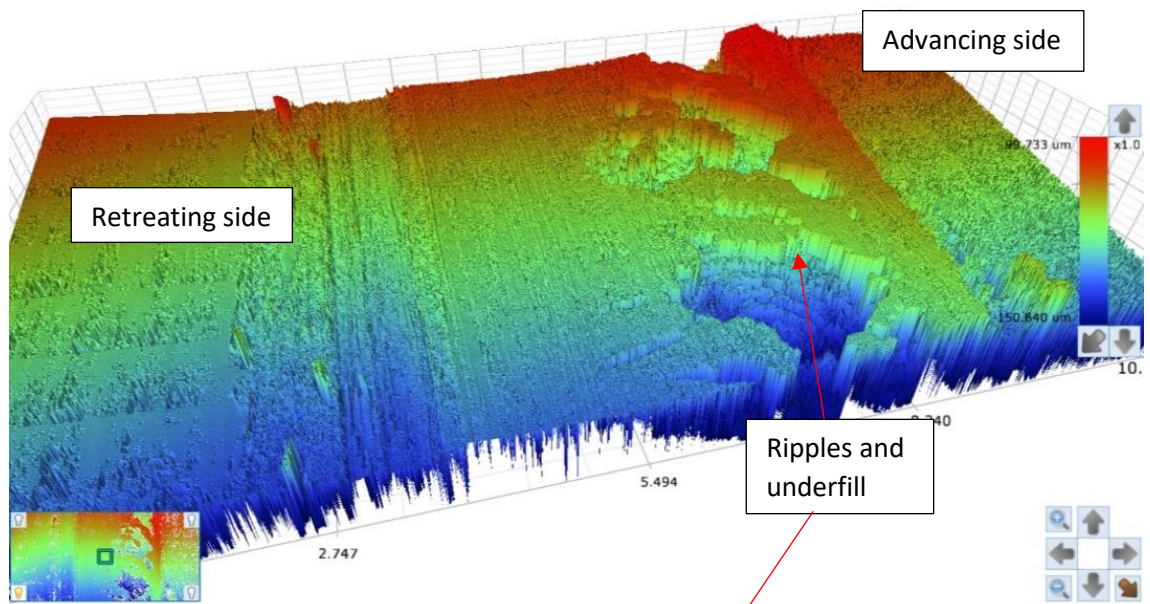 Advancing side
99.733 um
x1.0
Retreating side
-150.640 um
10.
Ripples and
underfill
5.494
2.747